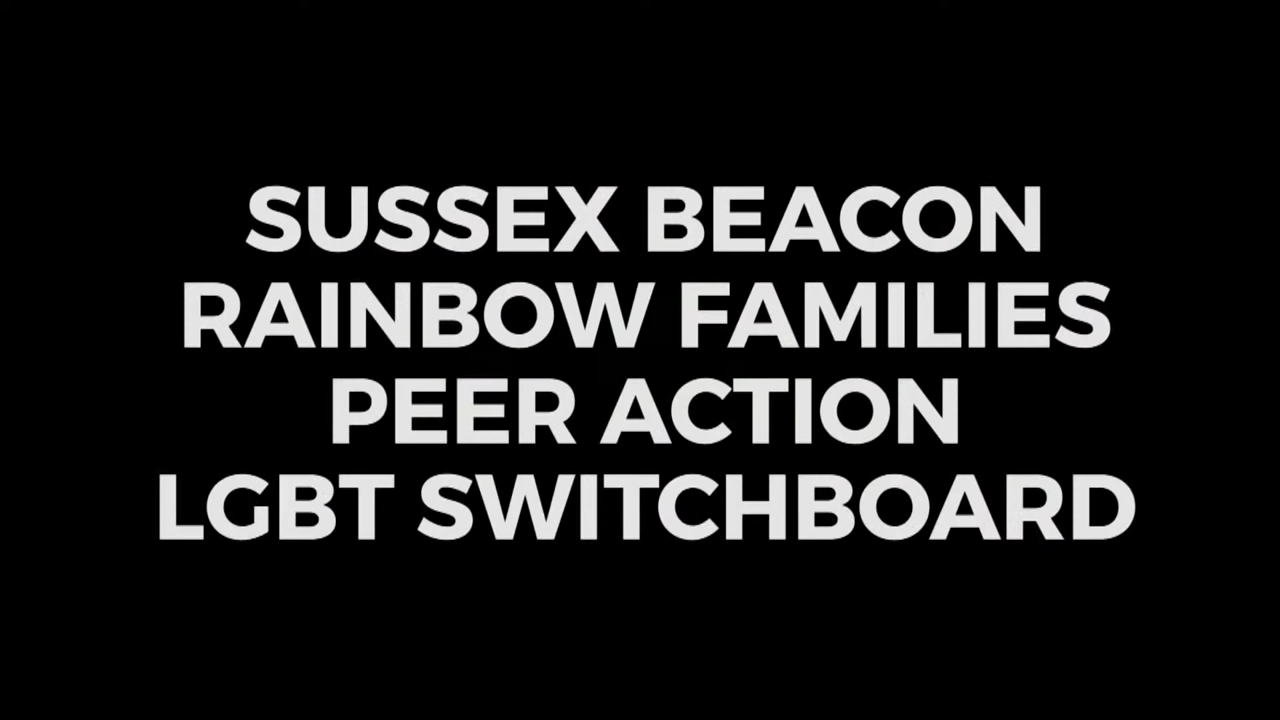 SUSSEX BEACON
RAINBOW FAMILIES
PEER ACTION
LGBT SWITCHBOARD